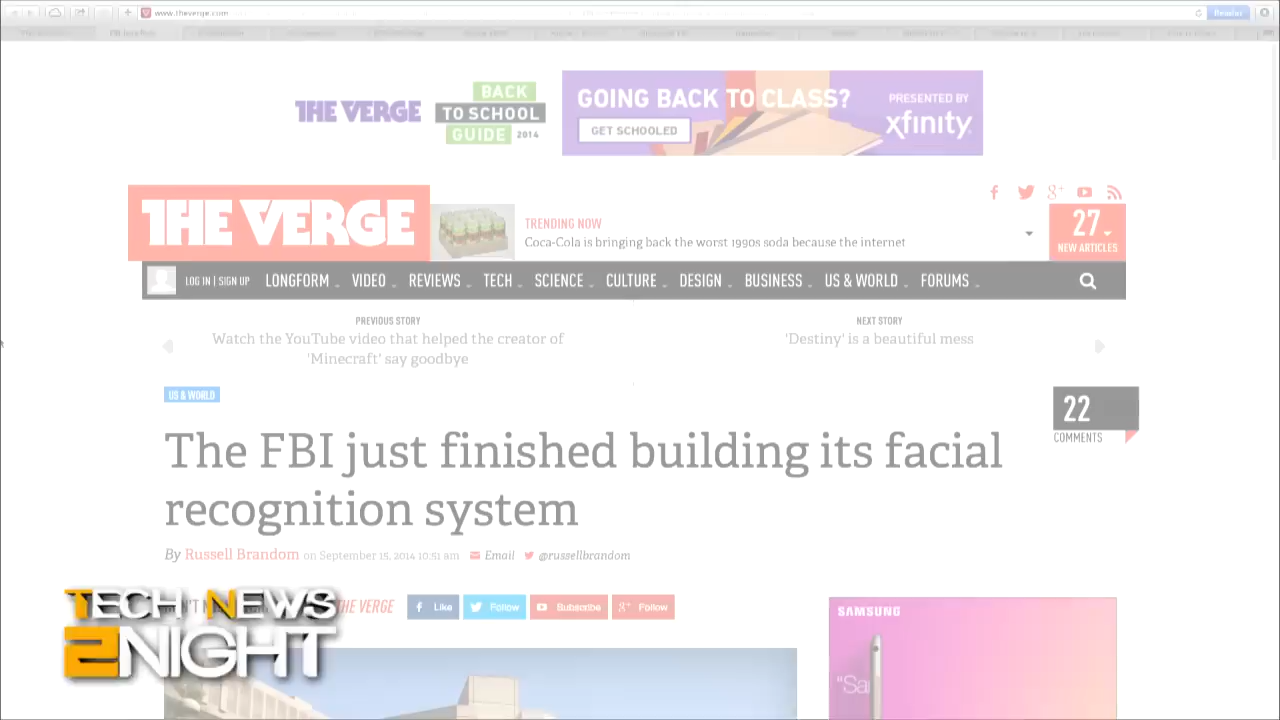 www.theverge.com
Reader
THE VERGE
BACK
TO SCHOOL
GUIDE 2014
GOING BACK TO CLASS?
GET SCHOOLED
PRESENTED BY
xfinity
THE VERGE
TRENDING NOW
Coca-Cola is bringing back the worst 1990s soda because the internet
27
NEW ARTICLES
LOG IN | SIGN UP LONGFORM VIDEO REVIEWS TECH SCIENCE CULTURE DESIGN BUSINESS US & WORLD FORUMS
PREVIOUS STORY
Watch the YouTube video that helped the creator of
'Minecraft' say goodbye
NEXT STORY
'Destiny' is a beautiful mess
US & WORLD
22
COMMENTS
The FBI just finished building its facial
recognition system
By Russell Brandom on September 15, 2014 10:51 am Email @russellbrandom
THE VERGE Like Follow Subscribe Follow
TECH NEWS
2NIGHT
SAMSUNG